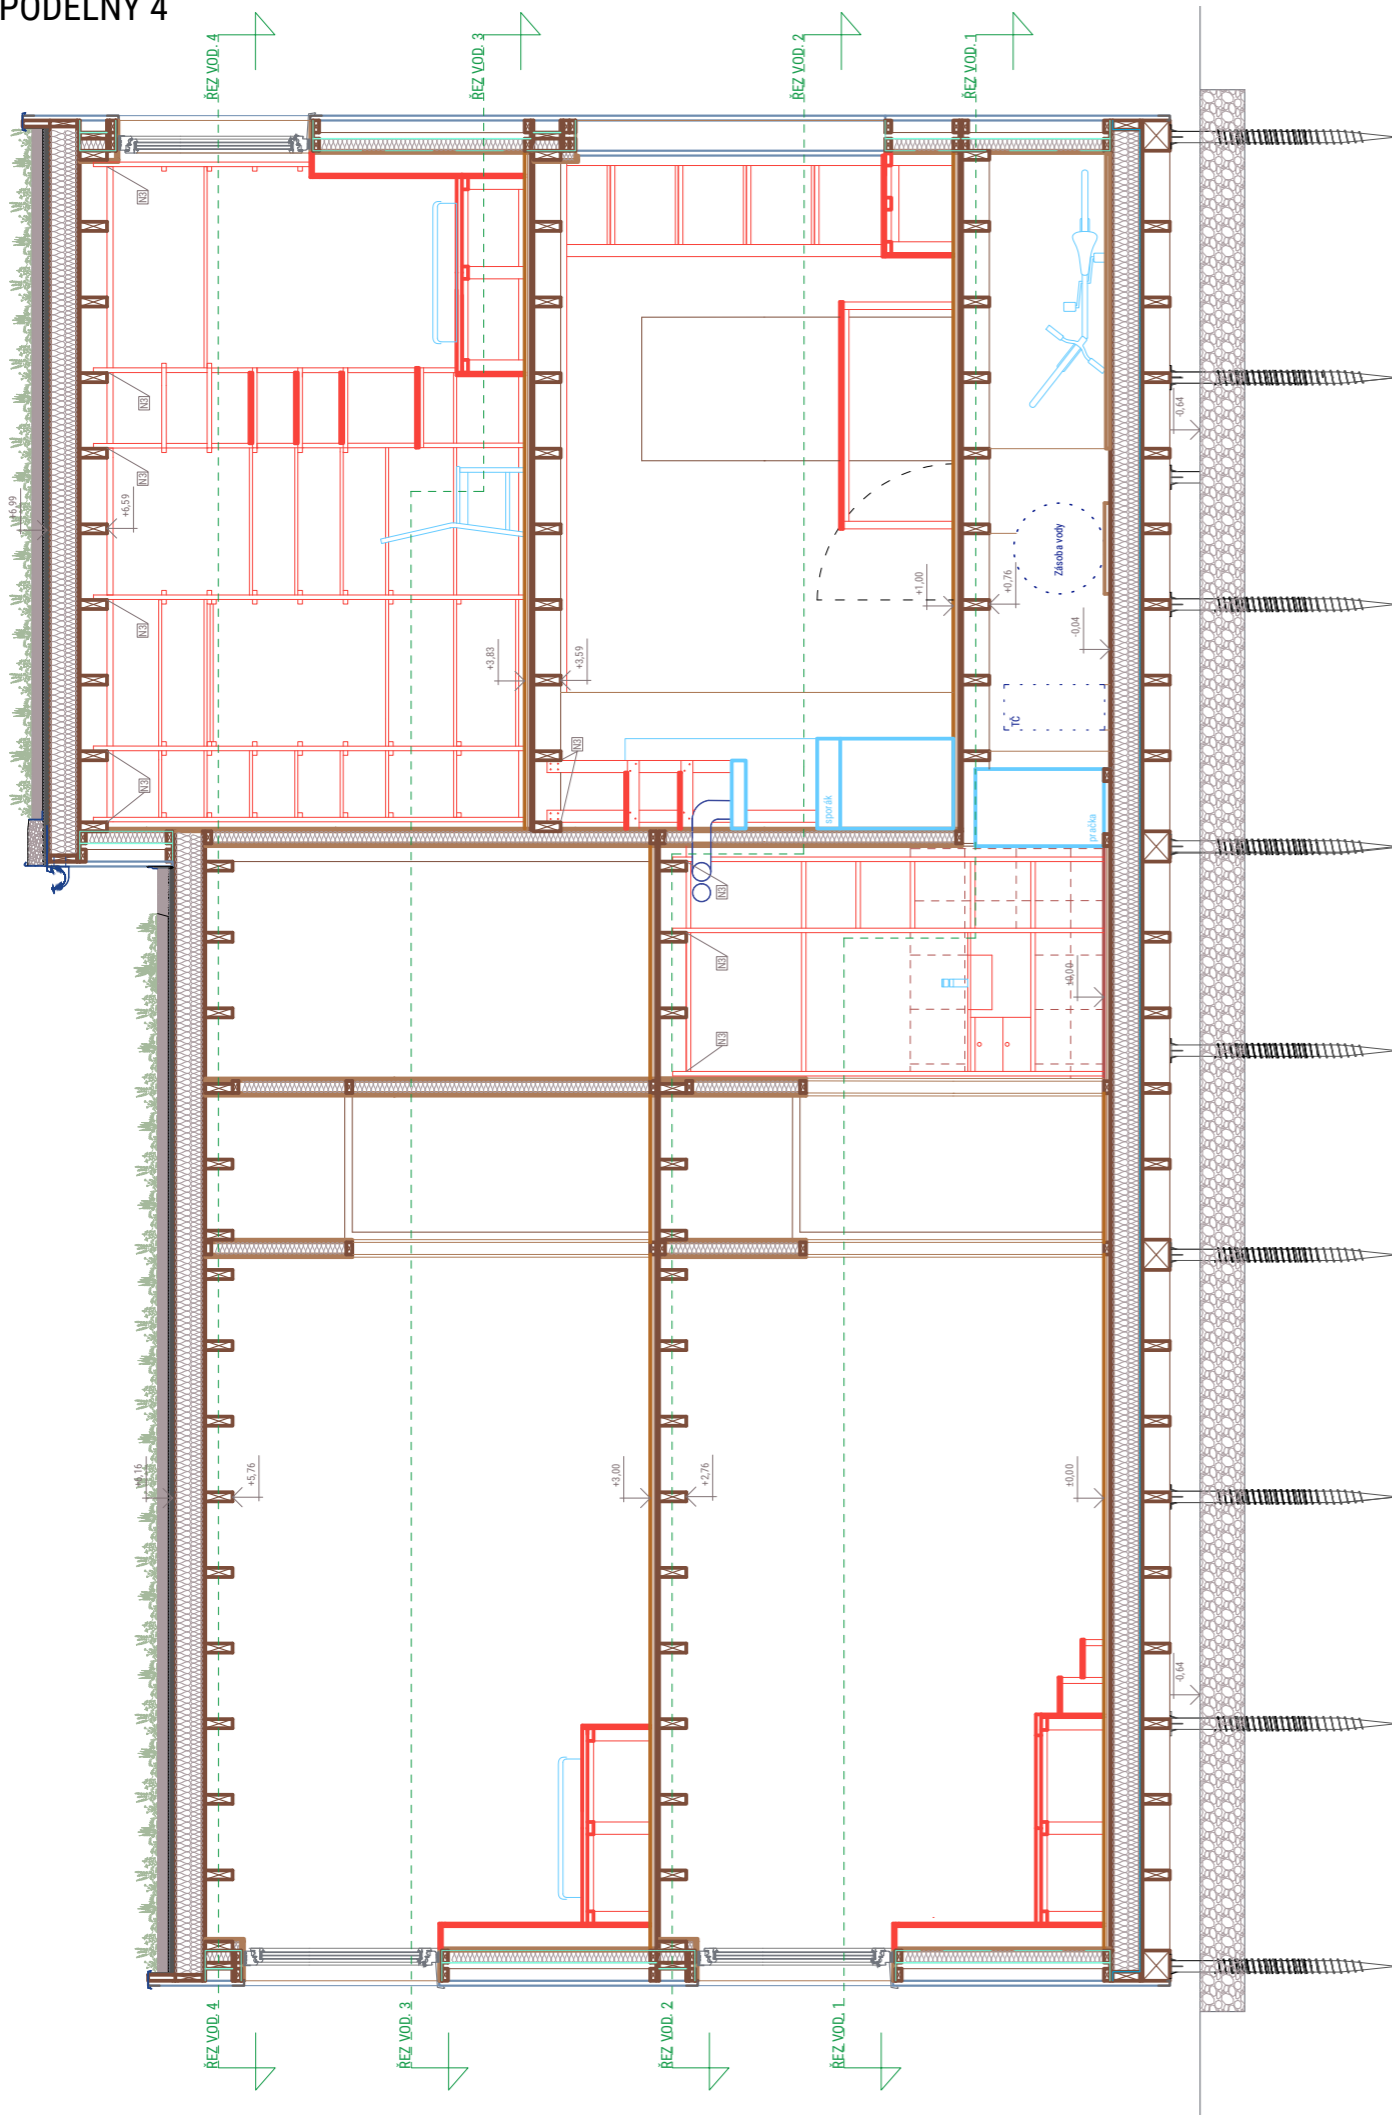 PODÉLNÝ 4
ŘEZ VOD. 4
ŘEZ VOD. 3
ŘEZ VOD. 2
ŘEZ VOD. 1
N3
N3
N3
N3
N3
+6,99
+6,59
+3,83
+3,59
N3
+1,00
+0,76
-0,04
-0,64
Zásoba vody
TČ
sporák
pračka
N3
N3
N3
±0,00
+6,16
+5,76
+3,00
+2,76
±0,00
-0,64
ŘEZ VOD. 4
ŘEZ VOD. 3
ŘEZ VOD. 2
ŘEZ VOD. 1